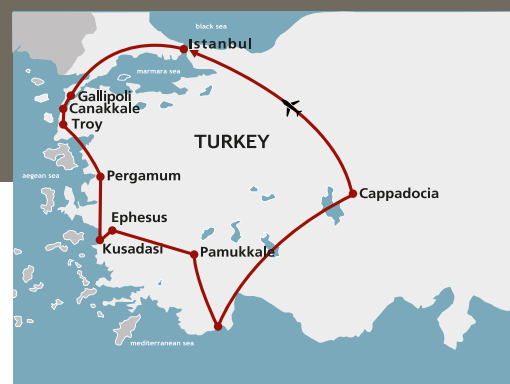 black sea
Istanbul
marmara sea
Gallipoli
Canakkale
Troy
TURKEY
aegean sea
Pergamum
Cappadocia
Ephesus
Kusadasi
Pamukkale
mediterranean sea